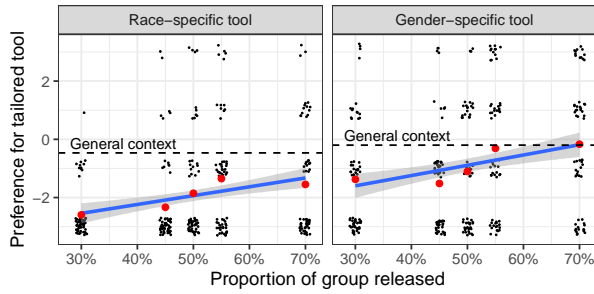 Race−specific tool
Gender−specific tool
Preference for tailored tool
2
0
−2
General context
General context
30% 40% 50% 60% 70%
30% 40% 50% 60% 70%
Proportion of group released